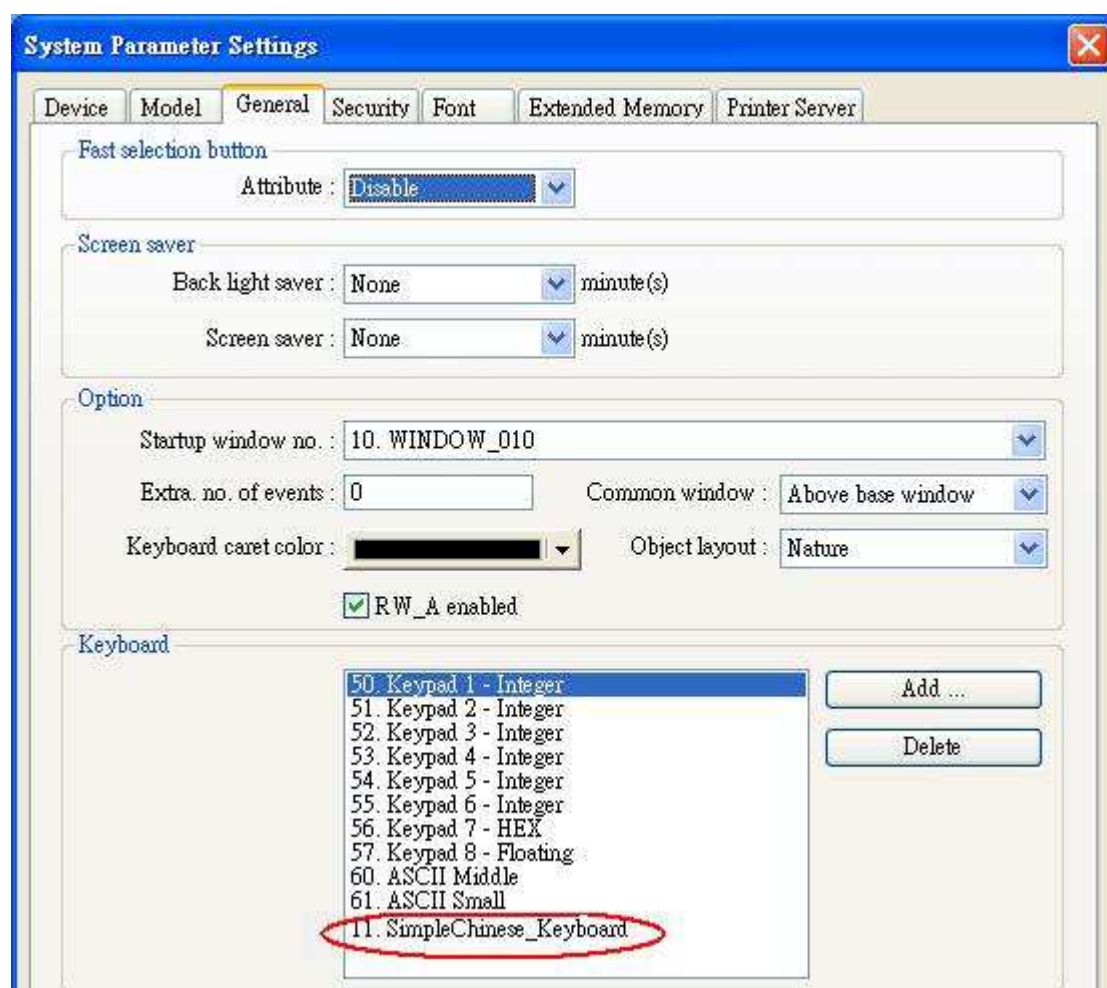 System Parameter Settings
Device Model General Security Font Extended Memory Printer Server
Fast selection button
Attribute : Disable
Screen saver
Back light saver : None minute(s)
Screen saver : None minute(s)
Option
Startup window no. : 10. WINDOW_010
Extra. no. of events : 0 Common window : Above base window
Keyboard caret color : Object layout : Nature
RW_A enabled
Keyboard
50. Keypad 1 - Integer Add ...
51. Keypad 2 - Integer
52. Keypad 3 - Integer
53. Keypad 4 - Integer Delete
54. Keypad 5 - Integer
55. Keypad 6 - Integer
56. Keypad 7 - HEX
57. Keypad 8 - Floating
60. ASCII Middle
61. ASCII Small
11. SimpleChinese_Keyboard